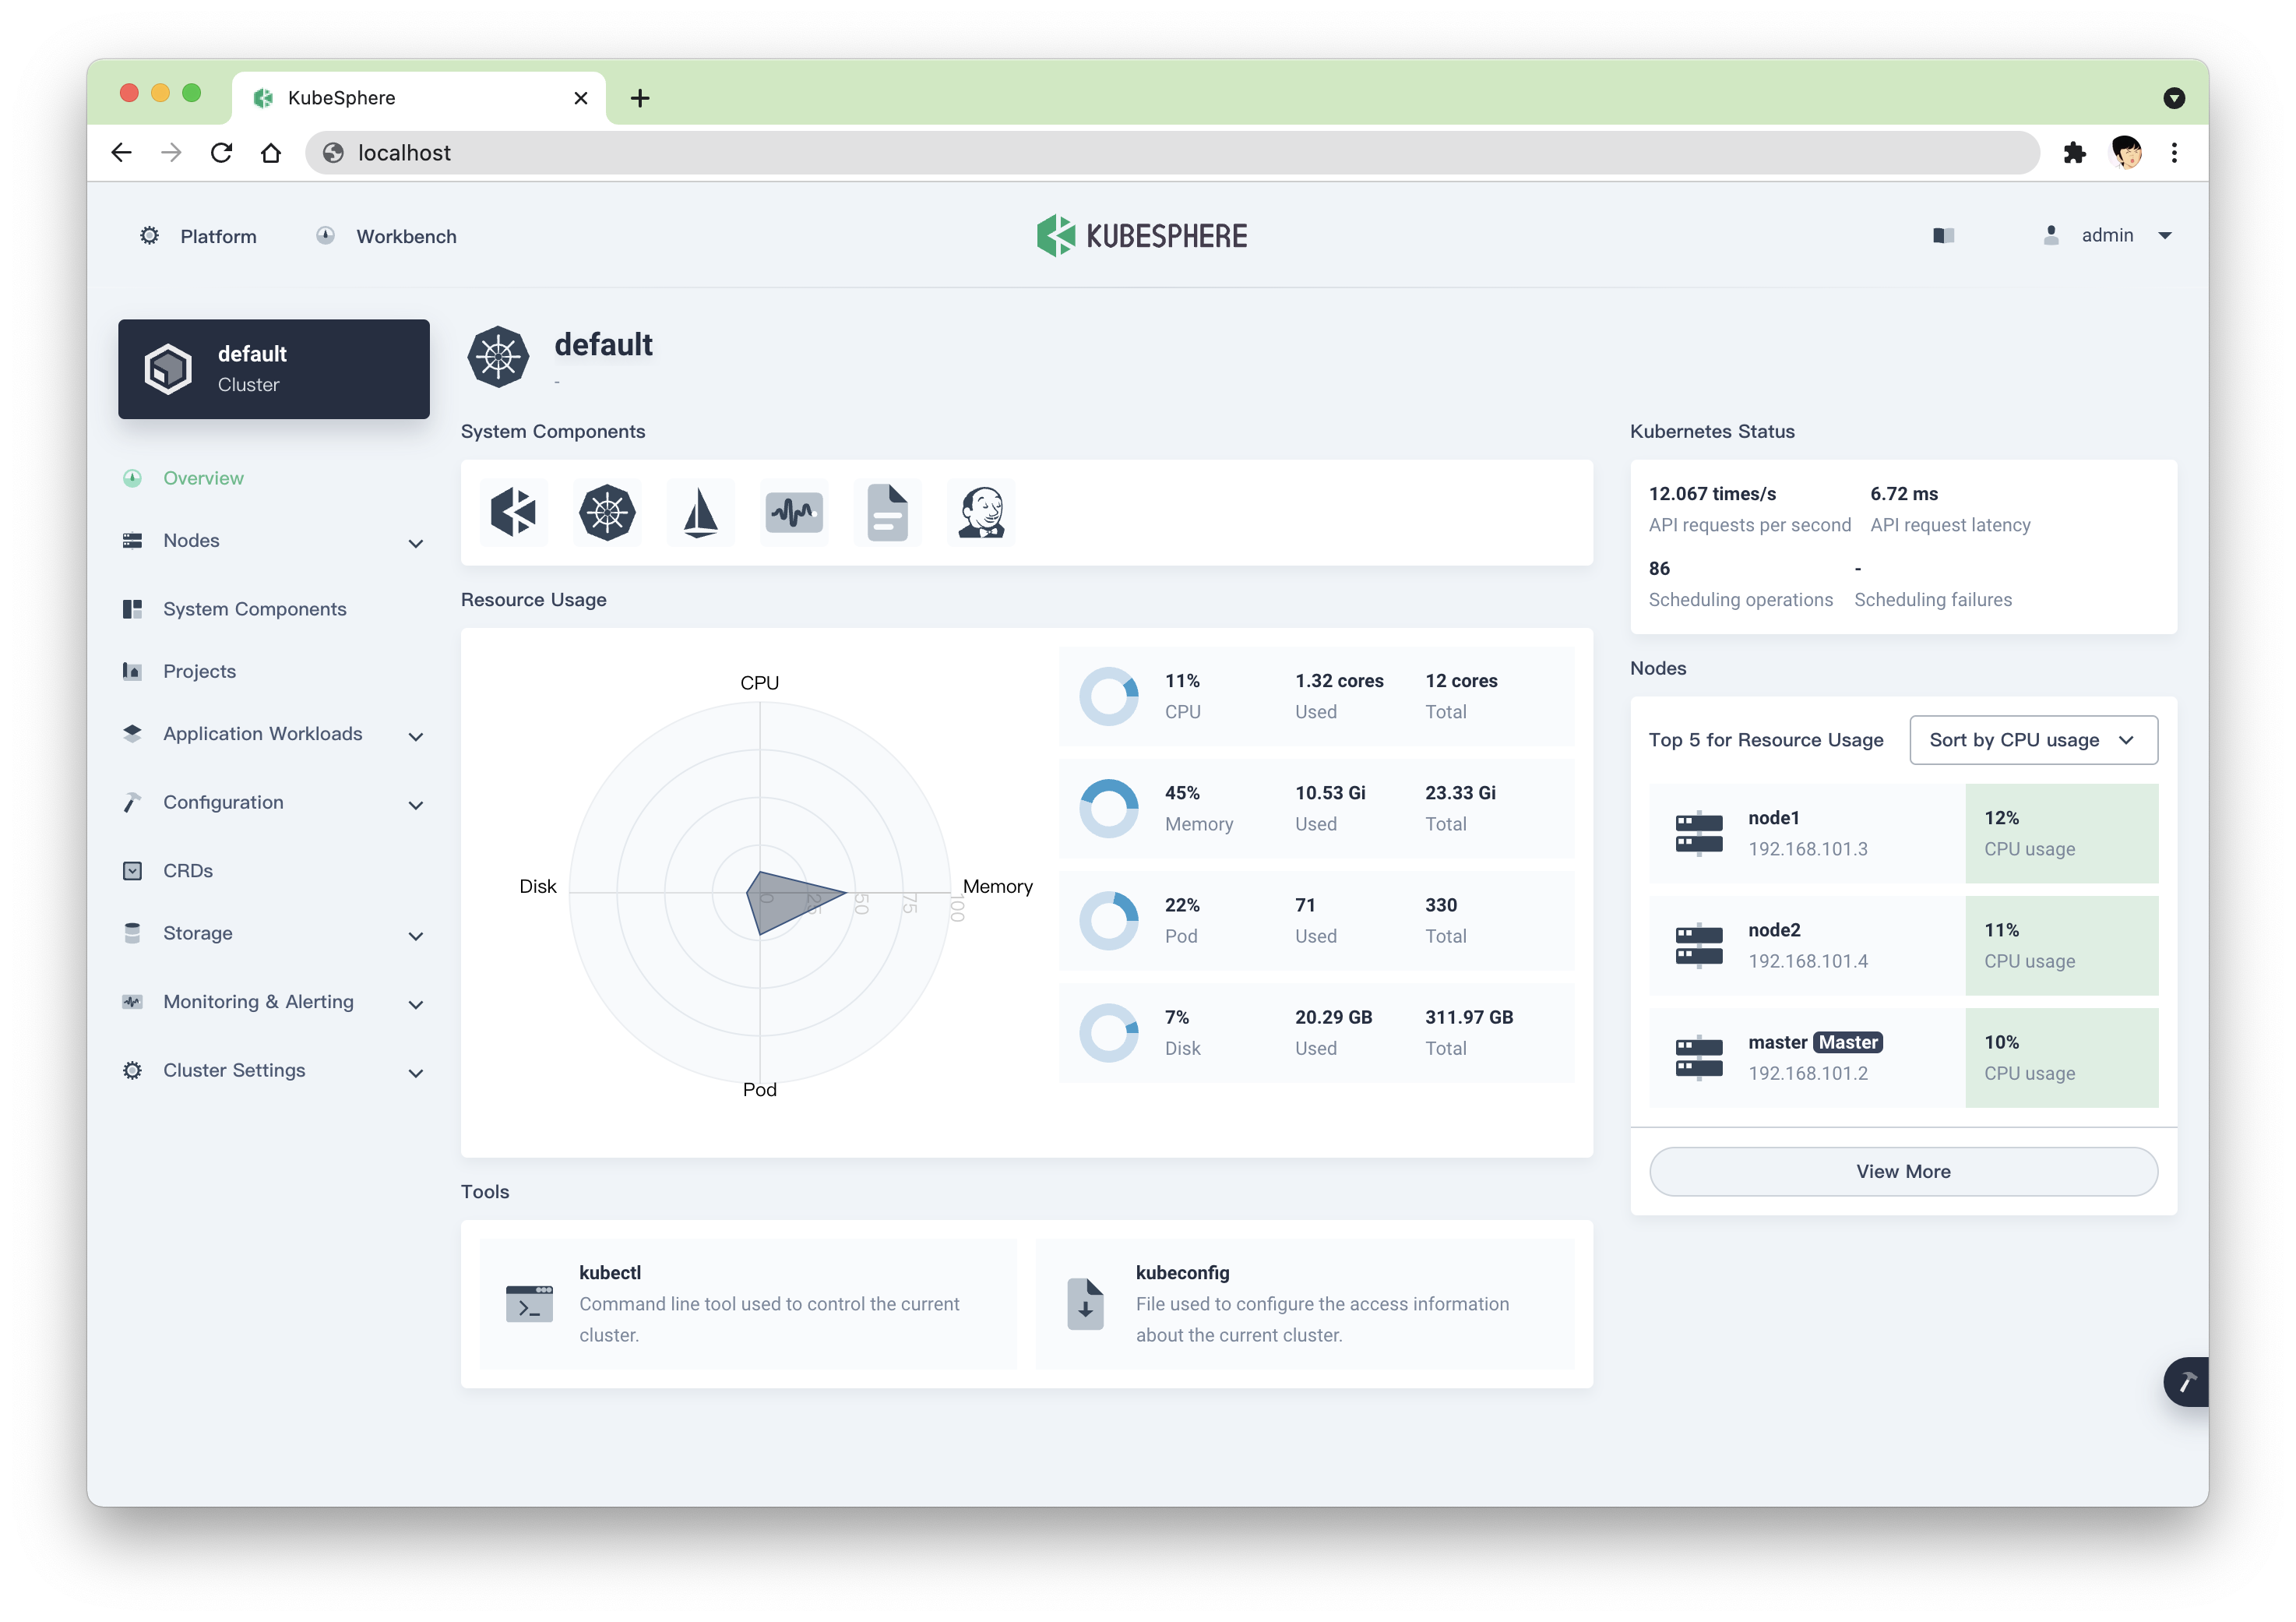 KubeSphere
localhost
Platform
Workbench
KUBESPHERE
admin
default
Cluster
Overview
Nodes
System Components
Projects
Application Workloads
Configuration
CRDs
Storage
Monitoring & Alerting
Cluster Settings
default
-
System Components
Resource Usage
CPU
Disk
Memory
Pod
0
25
50
75
100
11%
1.32 cores
12 cores
CPU
Used
Total
45%
10.53 Gi
23.33 Gi
Memory
Used
Total
22%
71
330
Pod
Used
Total
7%
20.29 GB
311.97 GB
Disk
Used
Total
Tools
kubectl
Command line tool used to control the current
cluster.
kubeconfig
File used to configure the access information
about the current cluster.
Kubernetes Status
12.067 times/s
6.72 ms
API requests per second
API request latency
86
-
Scheduling operations
Scheduling failures
Nodes
Top 5 for Resource Usage
Sort by CPU usage
node1
192.168.101.3
12%
CPU usage
node2
192.168.101.4
11%
CPU usage
master Master
192.168.101.2
10%
CPU usage
View More